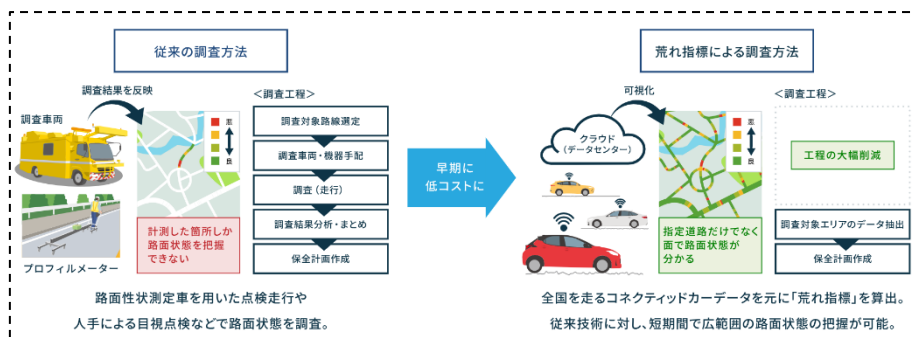 従来の調査方法
調査結果を反映
調査車両
悪
良
計測した箇所しか
路面状態を把握
できない
プロフィルメーター
＜調査工程＞
調査対象路線選定
調査車両・機器手配
調査（走行）
調査結果分析・まとめ
保全計画作成
路面性状測定車を用いた点検走行や
人手による目視点検などで路面状態を調査。
早期に
低コストに
荒れ指標による調査方法
可視化
クラウド
（データセンター）
悪
良
指定道路だけでなく
面で路面状態が
分かる
＜調査工程＞
工程の大幅削減
調査対象エリアのデータ抽出
保全計画作成
全国を走るコネクティッドカーデータを元に「荒れ指標」を算出。
従来技術に対し、短期間で広範囲の路面状態の把握が可能。